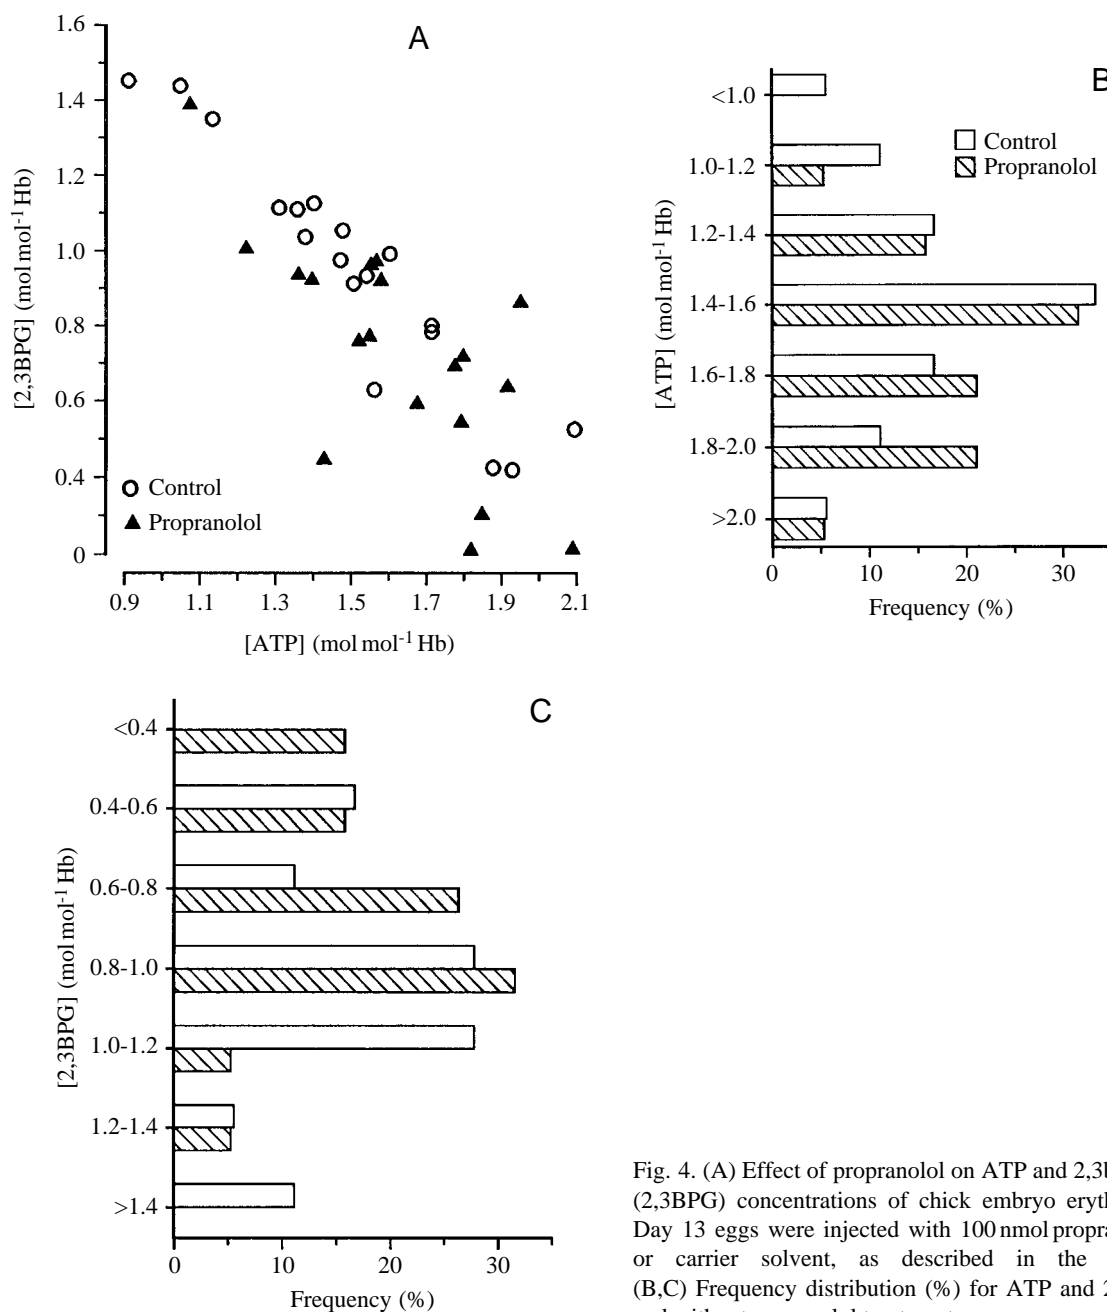 A
1.6
1.4
1.2
1.0
0.8
0.6
0.4
0
[2,3BPG] (mol mol-1 Hb)
Control
Propranolol
0.9 1.1 1.3 1.5 1.7 1.9 2.1
[ATP] (mol mol-1 Hb)
B
<1.0
1.0-1.2
1.2-1.4
1.4-1.6
1.6-1.8
1.8-2.0
>2.0
[ATP] (mol mol-1 Hb)
Control
Propranolol
0 10 20 30
Frequency (%)
C
<0.4
0.4-0.6
0.6-0.8
0.8-1.0
1.0-1.2
1.2-1.4
>1.4
[2,3BPG] (mol mol-1 Hb)
0 10 20 30
Frequency (%)
Fig. 4. (A) Effect of propranolol on ATP and 2,3b
(2,3BPG) concentrations of chick embryo eryth
Day 13 eggs were injected with 100 nmol propra
or carrier solvent, as described in the
(B,C) Frequency distribution (%) for ATP and 2